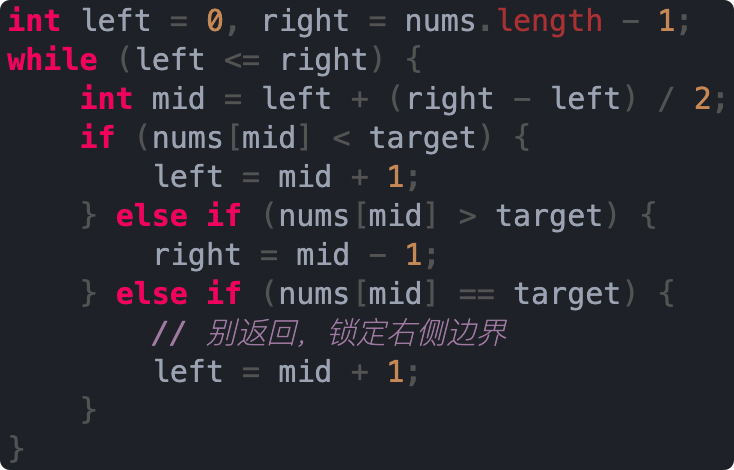 int left = 0, right = nums.length - 1;
while (left <= right) {
    int mid = left + (right - left) / 2;
    if (nums[mid] < target) {
        left = mid + 1;
    } else if (nums[mid] > target) {
        right = mid - 1;
    } else if (nums[mid] == target) {
        // 别返回，锁定右侧边界
        left = mid + 1;
    }
}